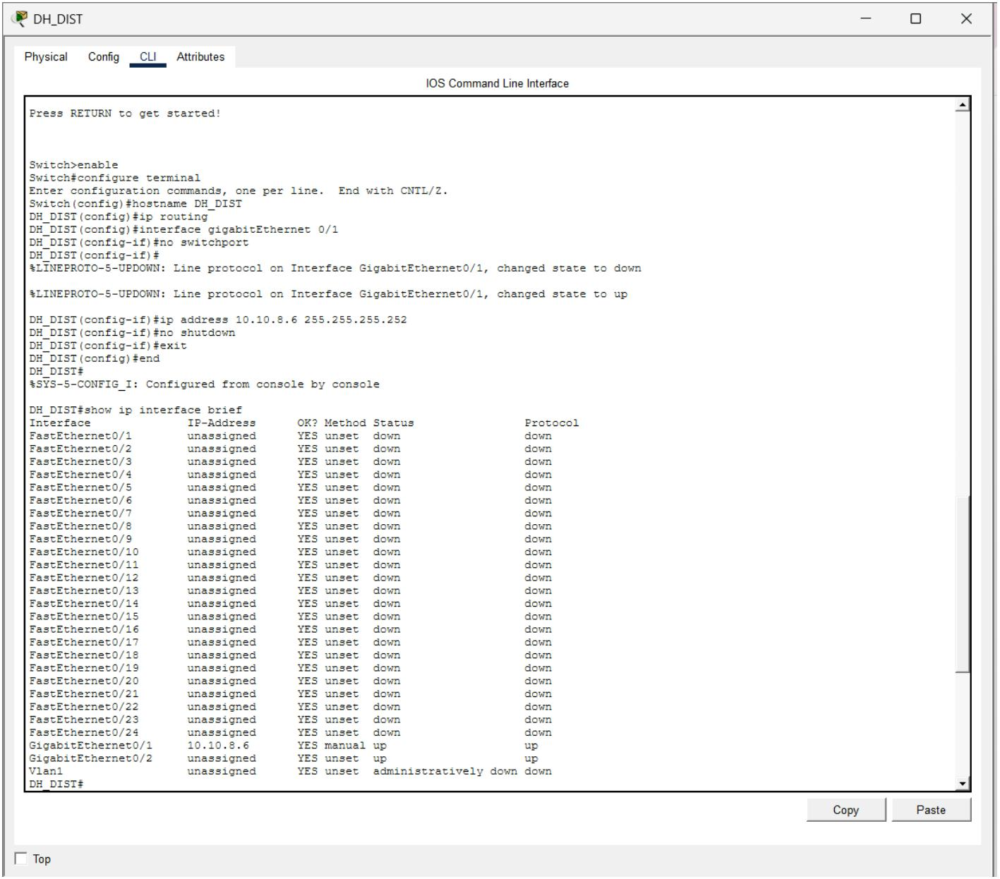 DH_DIST
Physical Config CLI Attributes
IOS Command Line Interface
Press RETURN to get started!
Switch>enable
Switch#configure terminal
Enter configuration commands, one per line.  End with CNTL/Z.
Switch(config)#hostname DH_DIST
DH_DIST(config)#ip routing
DH_DIST(config)#interface gigabitEthernet 0/1
DH_DIST(config-if)#no switchport
DH_DIST(config-if)#
%LINEPROTO-5-UPDOWN: Line protocol on Interface GigabitEthernet0/1, changed state to down
%LINEPROTO-5-UPDOWN: Line protocol on Interface GigabitEthernet0/1, changed state to up
DH_DIST(config-if)#ip address 10.10.8.6 255.255.255.252
DH_DIST(config-if)#no shutdown
DH_DIST(config-if)#exit
DH_DIST(config)#end
DH_DIST#
%SYS-5-CONFIG_I: Configured from console by console
DH_DIST#show ip interface brief
Interface              IP-Address      OK? Method Status                Protocol
FastEthernet0/1        unassigned      YES unset  down                  down
FastEthernet0/2        unassigned      YES unset  down                  down
FastEthernet0/3        unassigned      YES unset  down                  down
FastEthernet0/4        unassigned      YES unset  down                  down
FastEthernet0/5        unassigned      YES unset  down                  down
FastEthernet0/6        unassigned      YES unset  down                  down
FastEthernet0/7        unassigned      YES unset  down                  down
FastEthernet0/8        unassigned      YES unset  down                  down
FastEthernet0/9        unassigned      YES unset  down                  down
FastEthernet0/10       unassigned      YES unset  down                  down
FastEthernet0/11       unassigned      YES unset  down                  down
FastEthernet0/12       unassigned      YES unset  down                  down
FastEthernet0/13       unassigned      YES unset  down                  down
FastEthernet0/14       unassigned      YES unset  down                  down
FastEthernet0/15       unassigned      YES unset  down                  down
FastEthernet0/16       unassigned      YES unset  down                  down
FastEthernet0/17       unassigned      YES unset  down                  down
FastEthernet0/18       unassigned      YES unset  down                  down
FastEthernet0/19       unassigned      YES unset  down                  down
FastEthernet0/20       unassigned      YES unset  down                  down
FastEthernet0/21       unassigned      YES unset  down                  down
FastEthernet0/22       unassigned      YES unset  down                  down
FastEthernet0/23       unassigned      YES unset  down                  down
FastEthernet0/24       unassigned      YES unset  down                  down
GigabitEthernet0/1     10.10.8.6       YES manual up                    up
GigabitEthernet0/2     unassigned      YES unset  up                    up
Vlan1                  unassigned      YES unset  administratively down down
DH_DIST#
Copy Paste
Top